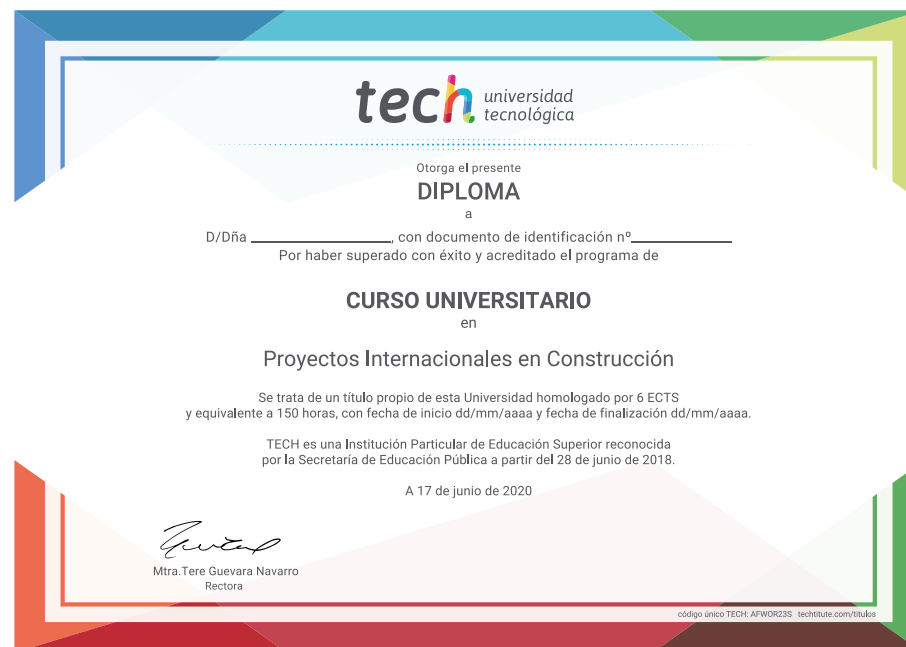 tech universidad
tecnológica
Otorga el presente
DIPLOMA
a
D/Dña ____________________, con documento de identificación nº______________
Por haber superado con éxito y acreditado el programa de
CURSO UNIVERSITARIO
en
Proyectos Internacionales en Construcción
Se trata de un título propio de esta Universidad homologado por 6 ECTS
y equivalente a 150 horas, con fecha de inicio dd/mm/aaaa y fecha de finalización dd/mm/aaaa.
TECH es una Institución Particular de Educación Superior reconocida
por la Secretaría de Educación Pública a partir del 28 de junio de 2018.
A 17 de junio de 2020
Mtra.Tere Guevara Navarro
Rectora
código único TECH: AFWOR23S techtitute.com/titulos